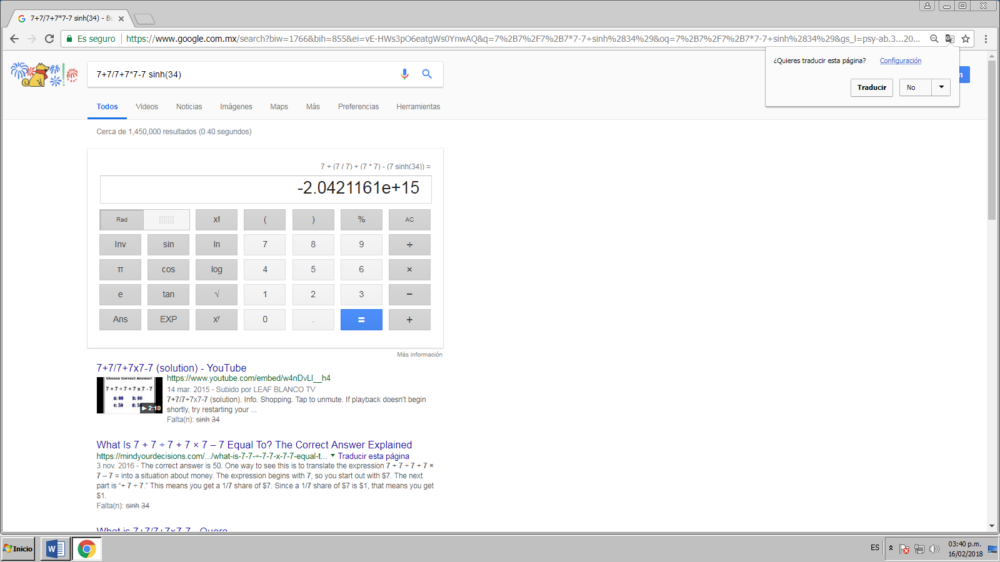 7+7/7+7*7-7 sinh(34) - Bu
Es seguro
https://www.google.com.mx/search?biw=1766&bih=855&ei=vE-HWs3pO6eatgWs0YnwAQ&q=7%2B7%2F7%2B7*7-7+sinh%2834%29&oq=7%2B7%2F7%2B7*7-7+sinh%2834%29&gs_l=psy-ab.3...20...
¿Quieres traducir esta página? Configuración
Traducir No
7+7/7+7*7-7 sinh(34)
Todos Videos Noticias Imágenes Maps Más Preferencias Herramientas
Cerca de 1,450,000 resultados (0.40 segundos)
7 + (7 / 7) + (7 * 7) - (7 sinh(34)) =
-2.0421161e+15
Rad x! ( ) % AC
Inv sin ln 7 8 9 ÷
π cos log 4 5 6 ×
e tan √ 1 2 3 −
Ans EXP xʸ 0 . = +
Más información
7+7/7+7x7-7 (solution) - YouTube
https://www.youtube.com/embed/w4nDvLI__h4
14 mar. 2015 - Subido por LEAF BLANCO TV
7+7/7+7x7-7 (solution). Info. Shopping. Tap to unmute. If playback doesn't begin
shortly, try restarting your ...
Falta(n): sinh 34
Choose Correct Answer!
7 + 7 ÷ 7 + 7 x 7 - 7
a: 00 b: 08
c: 50
2:10
What Is 7 + 7 ÷ 7 + 7 × 7 – 7 Equal To? The Correct Answer Explained
https://mindyourdecisions.com/.../what-is-7-7-÷-7-7-x-7-7-equal-t... Traducir esta página
3 nov. 2016 - The correct answer is 50. One way to see this is to translate the expression 7 + 7 ÷ 7 + 7 ×
7 – 7 = into a situation about money. The expression begins with 7, so you start out with $7. The next
part is “+ 7 ÷ 7.” This means you get a 1/7 share of $7. Since a 1/7 share of $7 is $1, that means you get
$1.
Falta(n): sinh 34
What is 7+7/7+7x7-7 - Quora
Inicio
ES
03:40 p.m.
16/02/2018